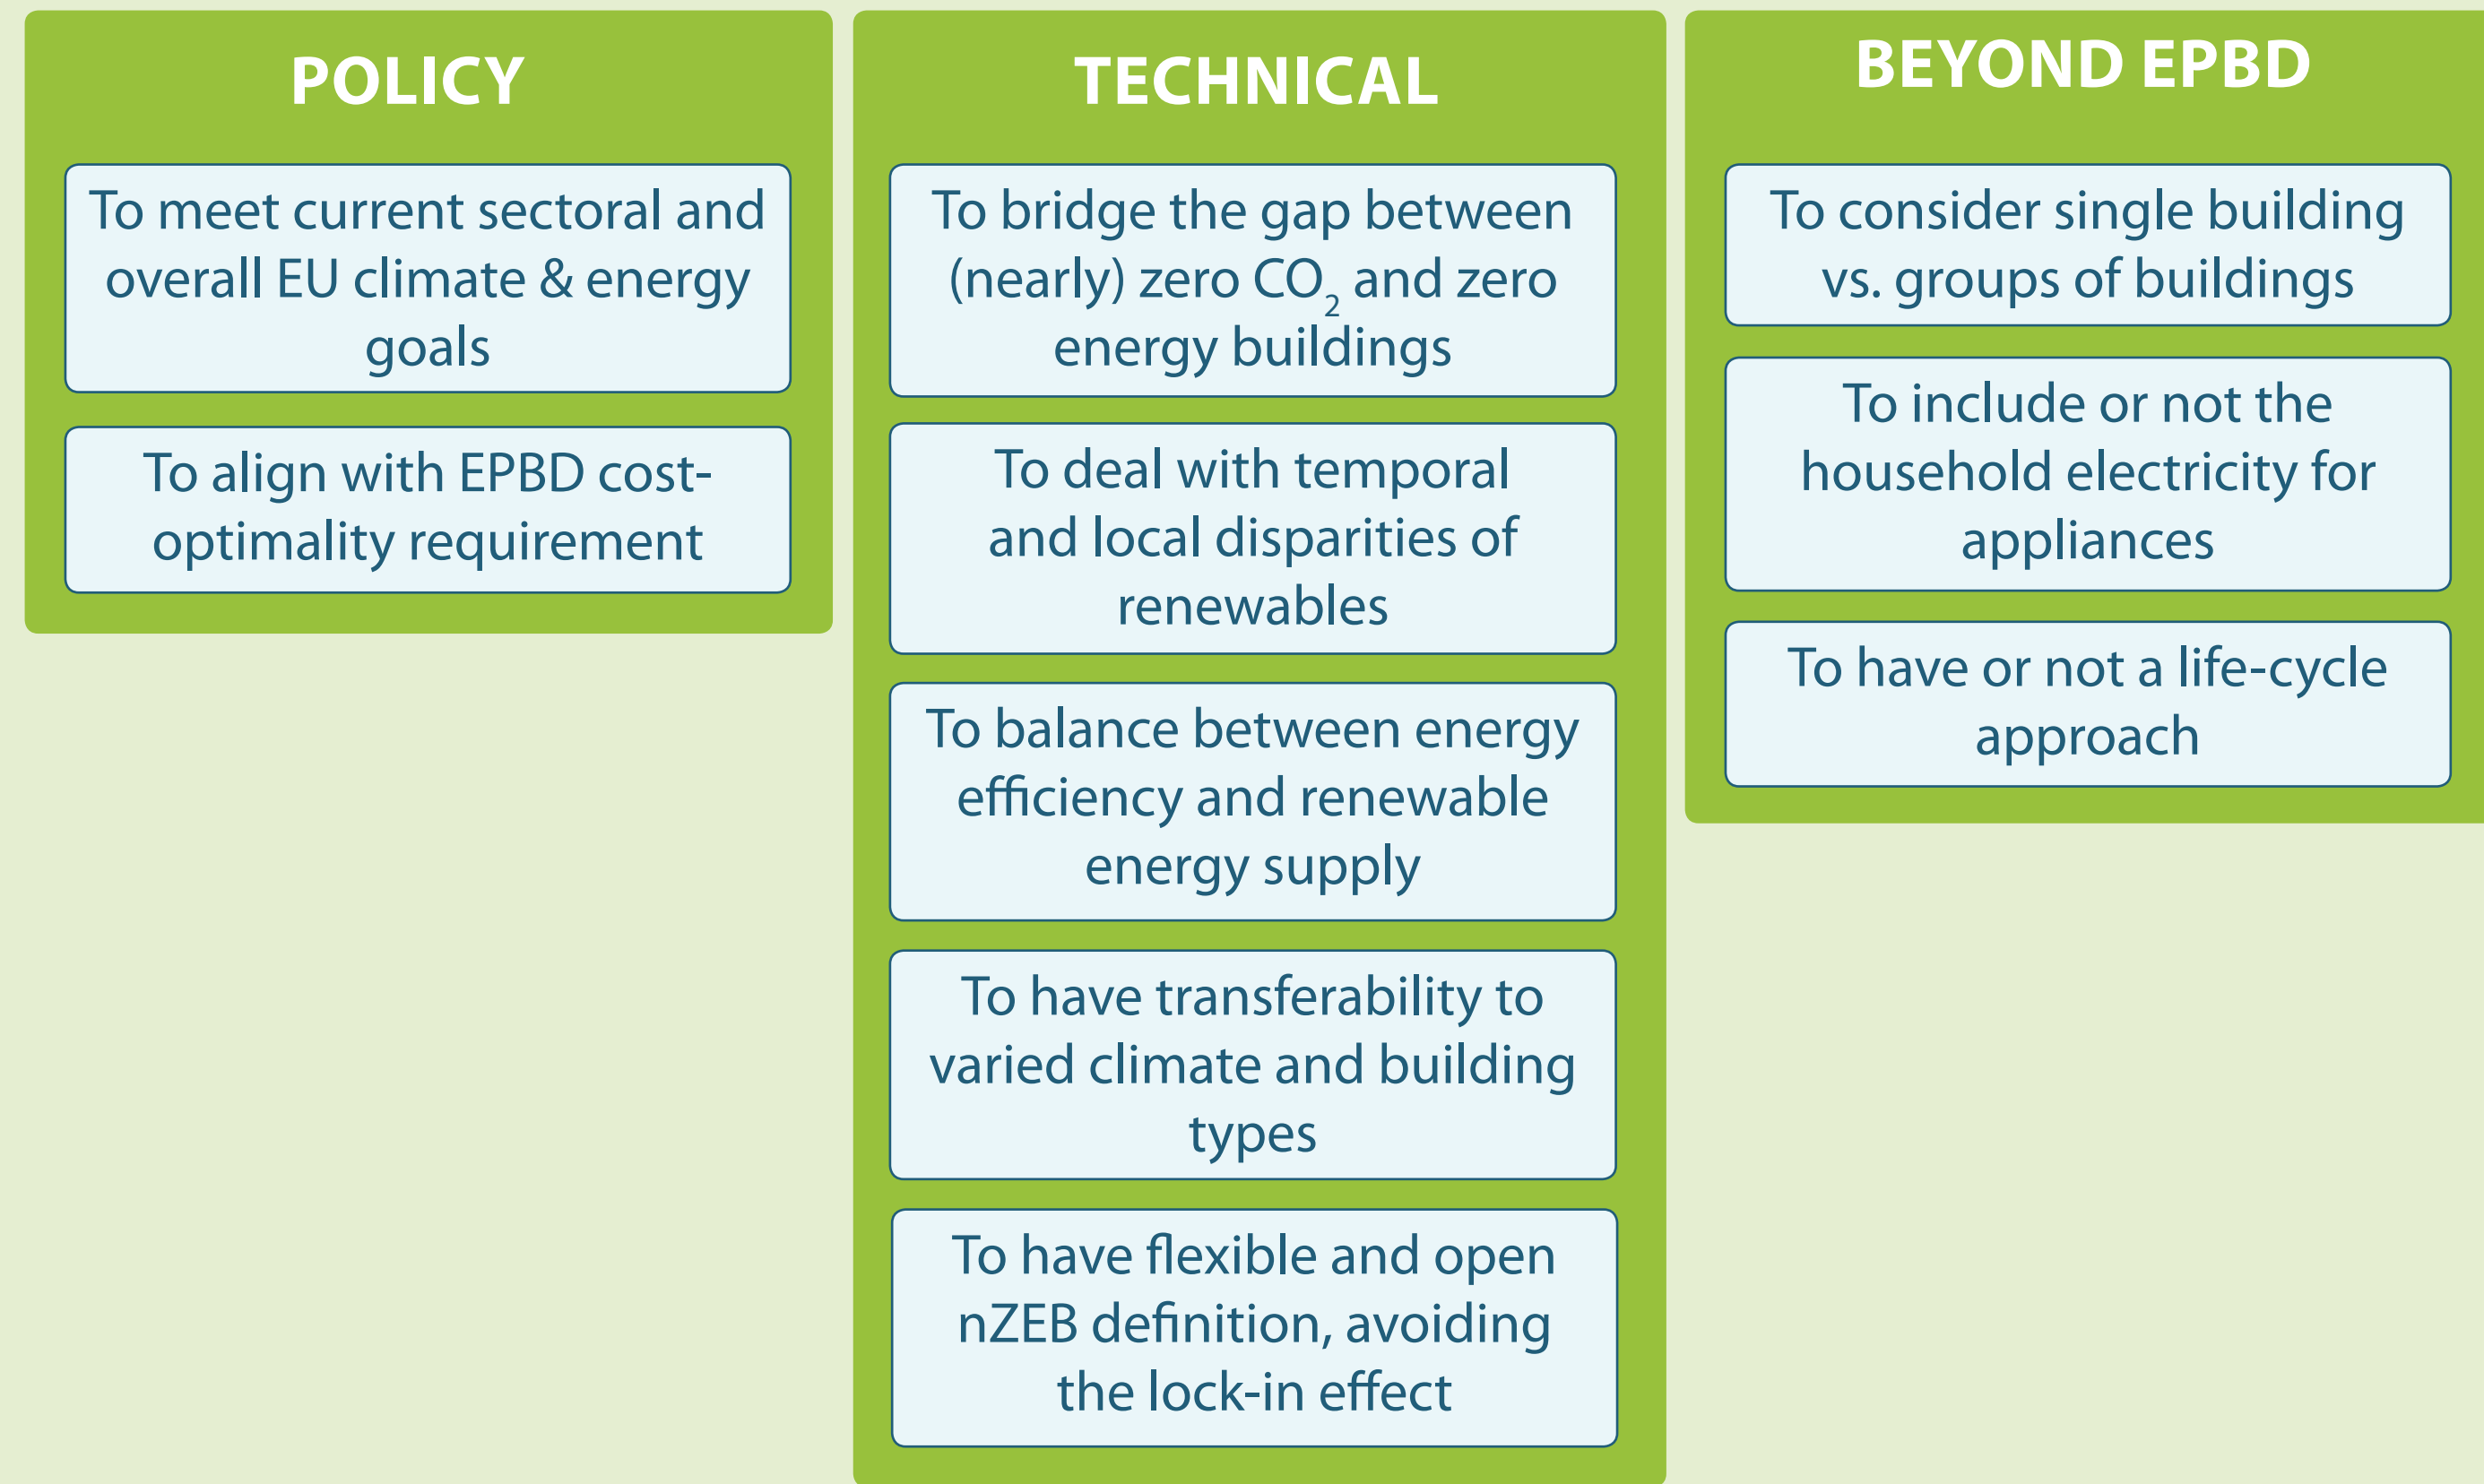 POLICY
To meet current sectoral and
overall EU climate & energy
goals
To align with EPBD cost-
optimality requirement
TECHNICAL
To bridge the gap between
(nearly) zero CO₂ and zero
energy buildings
To deal with temporal
and local disparities of
renewables
To balance between energy
efficiency and renewable
energy supply
To have transferability to
varied climate and building
types
To have flexible and open
nZEB definition, avoiding
the lock-in effect
BEYOND EPBD
To consider single building
vs. groups of buildings
To include or not the
household electricity for
appliances
To have or not a life-cycle
approach